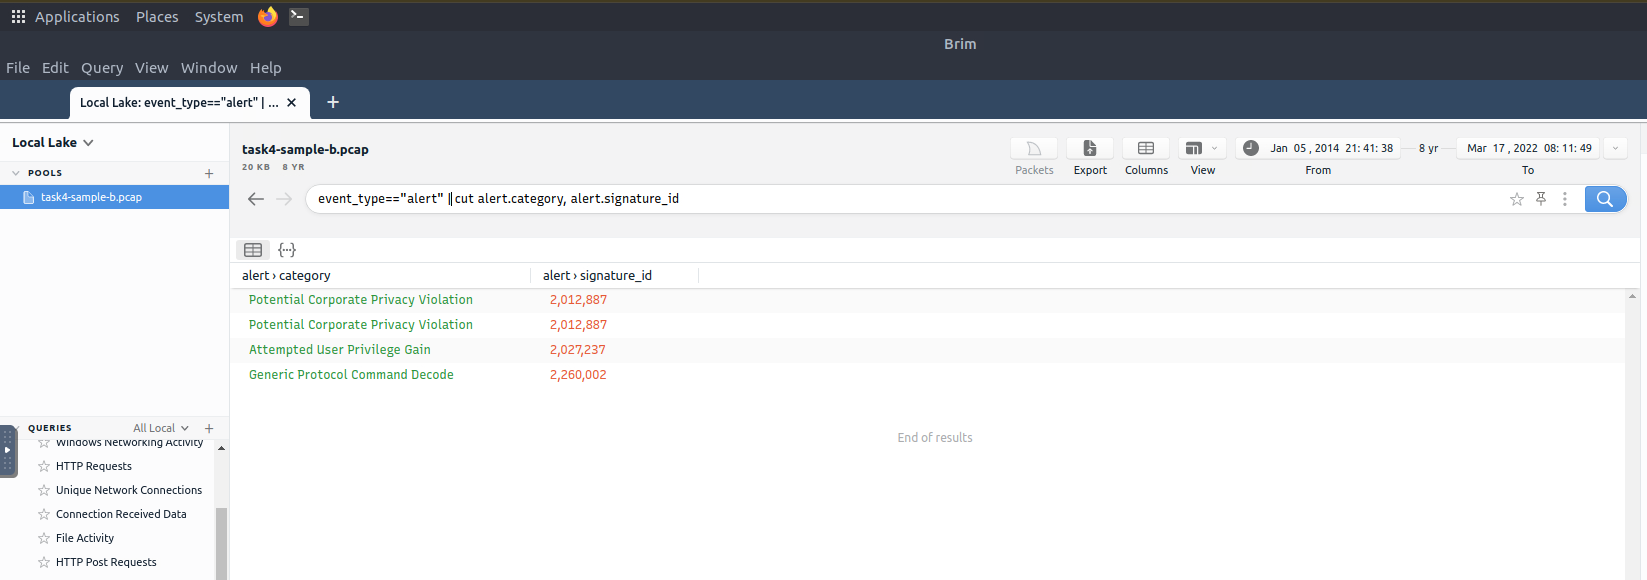 Applications Places System
Brim
File Edit Query View Window Help
Local Lake: event_type=="alert" | ... × +
Local Lake
POOLS +
task4-sample-b.pcap
task4-sample-b.pcap
20 KB 8 YR
Packets Export Columns View
Jan 05 , 2014 21: 41: 38 8 yr Mar 17 , 2022 08: 11: 49
From To
event_type=="alert" | cut alert.category, alert.signature_id
alert › category alert › signature_id
Potential Corporate Privacy Violation 2,012,887
Potential Corporate Privacy Violation 2,012,887
Attempted User Privilege Gain 2,027,237
Generic Protocol Command Decode 2,260,002
End of results
QUERIES All Local +
Windows Networking Activity
HTTP Requests
Unique Network Connections
Connection Received Data
File Activity
HTTP Post Requests